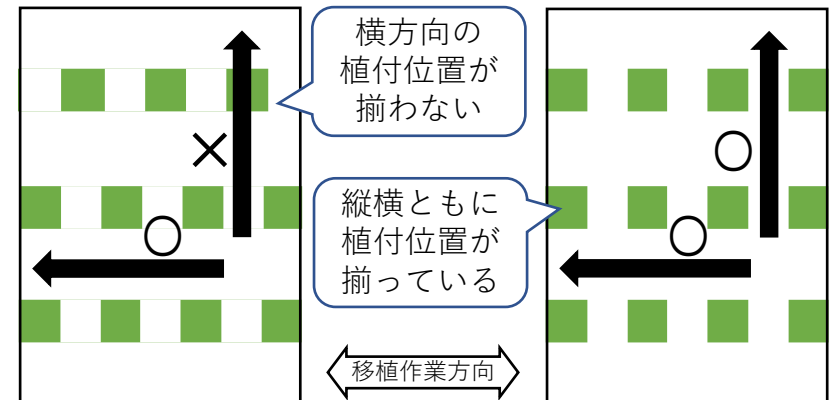 横方向の
植付位置が
揃わない
縦横ともに
植付位置が
揃っている
移植作業方向